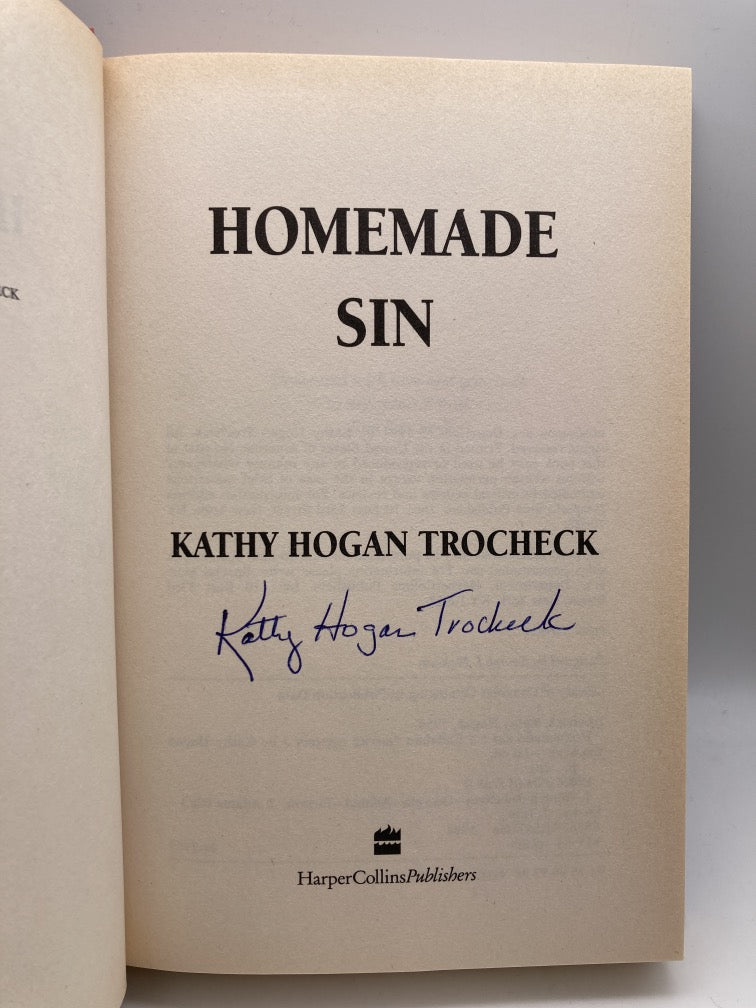 HOMEMADE
SIN
KATHY HOGAN TROCHECK
Kathy Hogan Trocheck
HarperCollinsPublishers